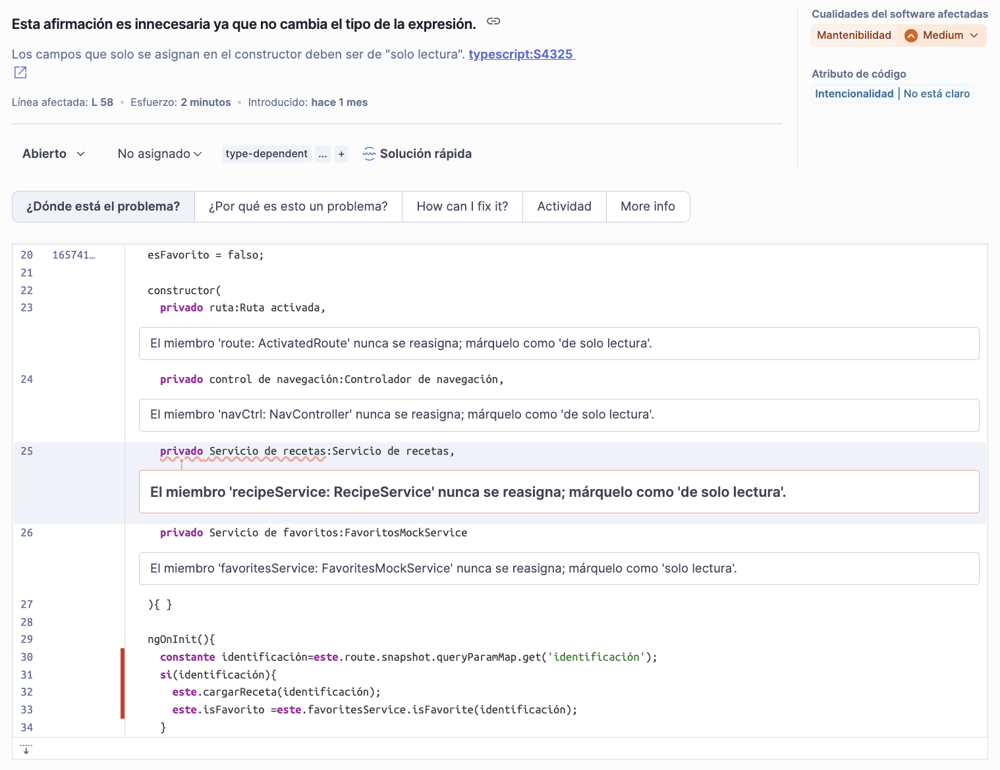 Esta afirmación es innecesaria ya que no cambia el tipo de la expresión.
Los campos que solo se asignan en el constructor deben ser de "solo lectura". typescript:S4325
Línea afectada: L 58 • Esfuerzo: 2 minutos • Introducido: hace 1 mes
Cualidades del software afectadas
Mantenibilidad Medium
Atributo de código
Intencionalidad | No está claro
Abierto No asignado type-dependent ... + Solución rápida
¿Dónde está el problema? ¿Por qué es esto un problema? How can I fix it? Actividad More info
20 165741… esFavorito = falso;
21
22 constructor(
23 privado ruta:Ruta activada,
El miembro 'route: ActivatedRoute' nunca se reasigna; márquelo como 'de solo lectura'.
24 privado control de navegación:Controlador de navegación,
El miembro 'navCtrl: NavController' nunca se reasigna; márquelo como 'de solo lectura'.
25 privado Servicio de recetas:Servicio de recetas,
El miembro 'recipeService: RecipeService' nunca se reasigna; márquelo como 'de solo lectura'.
26 privado Servicio de favoritos:FavoritosMockService
El miembro 'favoritesService: FavoritesMockService' nunca se reasigna; márquelo como 'solo lectura'.
27 ){ }
28
29 ngOnInit(){
30 constante identificación=este.route.snapshot.queryParamMap.get('identificación');
31 si(identificación){
32 este.cargarReceta(identificación);
33 este.isFavorito =este.favoritesService.isFavorite(identificación);
34 }